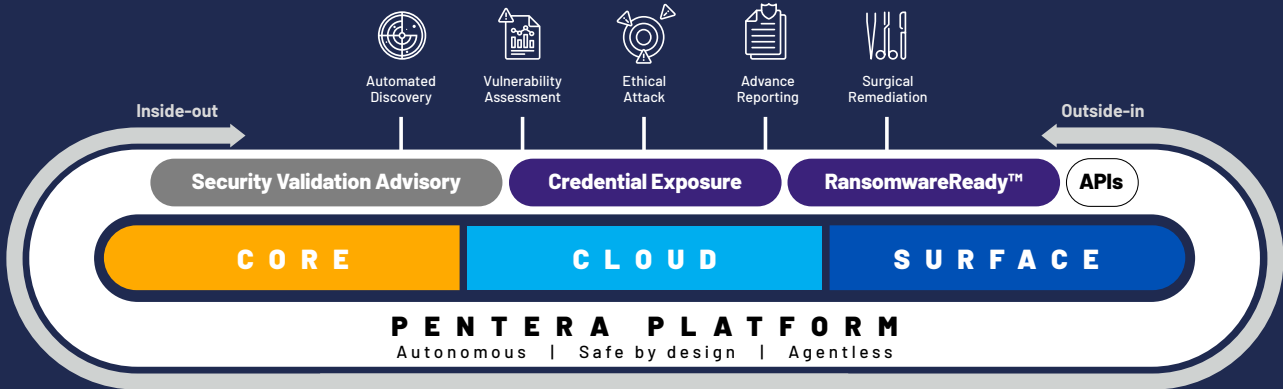 Automated
Discovery
Vulnerability
Assessment
Ethical
Attack
Advance
Reporting
Surgical
Remediation
Inside-out
Outside-in
Security Validation Advisory
Credential Exposure
RansomwareReady™
APIs
CORE
CLOUD
SURFACE
PENTERA PLATFORM
Autonomous | Safe by design | Agentless